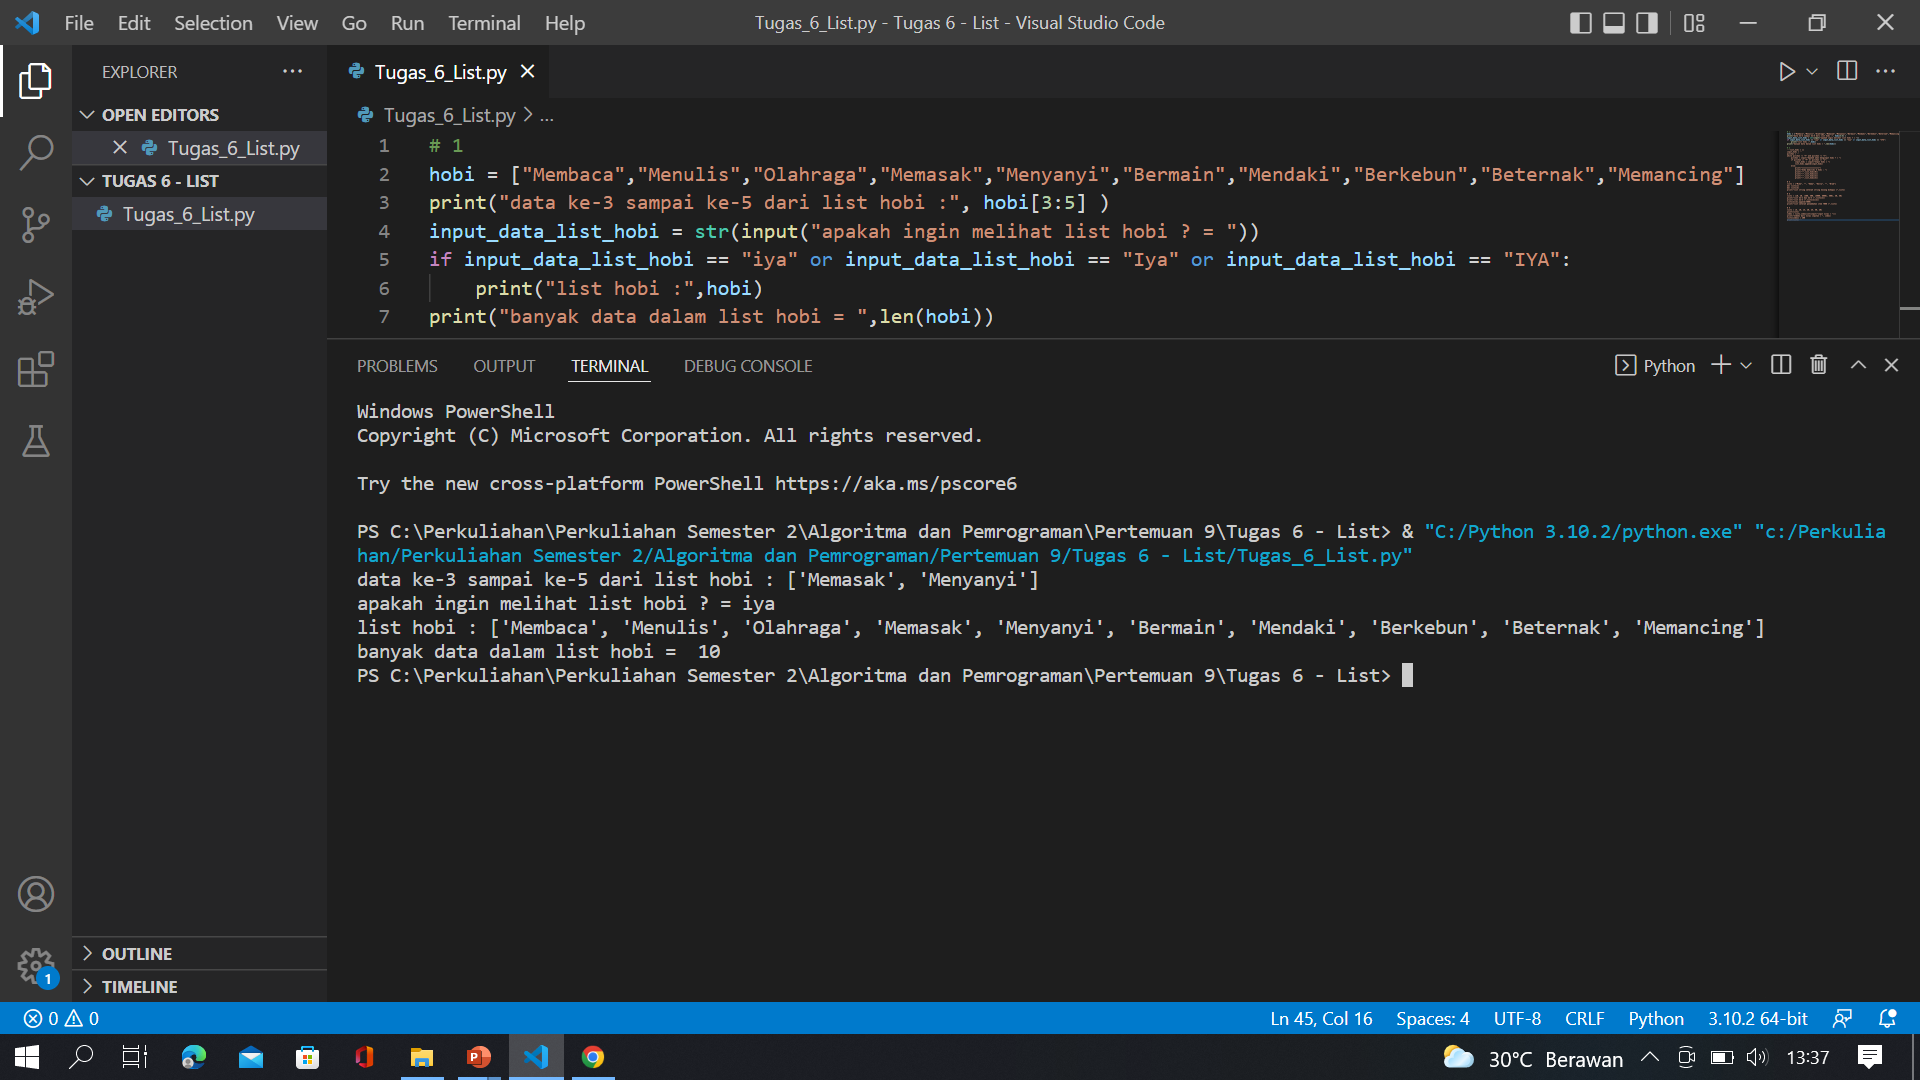 File Edit Selection View Go Run Terminal Help
Tugas_6_List.py - Tugas 6 - List - Visual Studio Code
EXPLORER
OPEN EDITORS
Tugas_6_List.py
TUGAS 6 - LIST
Tugas_6_List.py
OUTLINE
TIMELINE
Tugas_6_List.py
Tugas_6_List.py > ...
1 # 1
2 hobi = ["Membaca","Menulis","Olahraga","Memasak","Menyanyi","Bermain","Mendaki","Berkebun","Beternak","Memancing"]
3 print("data ke-3 sampai ke-5 dari list hobi :", hobi[3:5] )
4 input_data_list_hobi = str(input("apakah ingin melihat list hobi ? = "))
5 if input_data_list_hobi == "iya" or input_data_list_hobi == "Iya" or input_data_list_hobi == "IYA":
6 print("list hobi :",hobi)
7 print("banyak data dalam list hobi = ",len(hobi))
PROBLEMS OUTPUT TERMINAL DEBUG CONSOLE
Python
Windows PowerShell
Copyright (C) Microsoft Corporation. All rights reserved.
Try the new cross-platform PowerShell https://aka.ms/pscore6
PS C:\Perkuliahan\Perkuliahan Semester 2\Algoritma dan Pemrograman\Pertemuan 9\Tugas 6 - List> & "C:/Python 3.10.2/python.exe" "c:/Perkulia
han/Perkuliahan Semester 2/Algoritma dan Pemrograman/Pertemuan 9/Tugas 6 - List/Tugas_6_List.py"
data ke-3 sampai ke-5 dari list hobi : ['Memasak', 'Menyanyi']
apakah ingin melihat list hobi ? = iya
list hobi : ['Membaca', 'Menulis', 'Olahraga', 'Memasak', 'Menyanyi', 'Bermain', 'Mendaki', 'Berkebun', 'Beternak', 'Memancing']
banyak data dalam list hobi =  10
PS C:\Perkuliahan\Perkuliahan Semester 2\Algoritma dan Pemrograman\Pertemuan 9\Tugas 6 - List>
1
0 0
Ln 45, Col 16 Spaces: 4 UTF-8 CRLF Python 3.10.2 64-bit
30°C Berawan 13:37